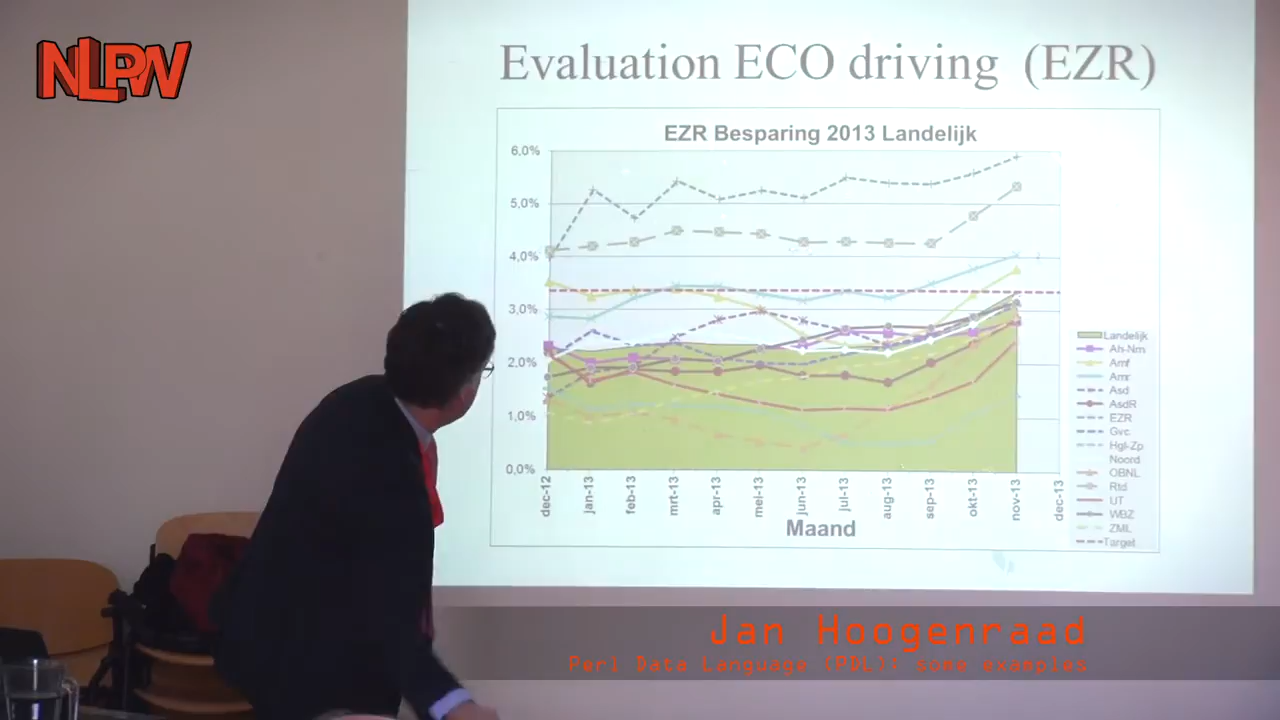 NLPW
Evaluation ECO driving (EZR)
EZR Besparing 2013 Landelijk
6,0%
5,0%
4,0%
3,0%
2,0%
1,0%
0,0%
dec-12
jan-13
feb-13
mrt-13
apr-13
mei-13
jun-13
jul-13
aug-13
sep-13
okt-13
nov-13
dec-13
Maand
Landelijk
Ah-Nm
Amf
Amr
Asd
AsdR
EZR
Gvc
Hgl-Zp
Noord
OBNL
Rtd
UT
WBZ
ZML
Target
Jan Hoogenraad
Perl Data Language (PDL): some examples